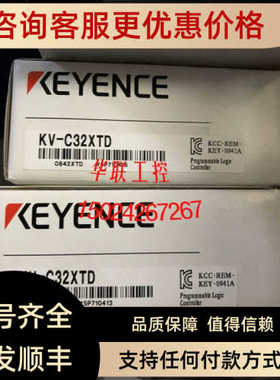 咨询客服更优惠价格
KEYENCE
KV-C32XTD
KCC-REM-
KEY-0941A
Programmable Logic
Controller
华联工控
15024267267
KEYENCE
-C32XTD
KCC-REM-
KEY-0941A
Programmable Logic
Controller
号齐全
品质保障 值得信赖
发顺丰
支持任何付款方式